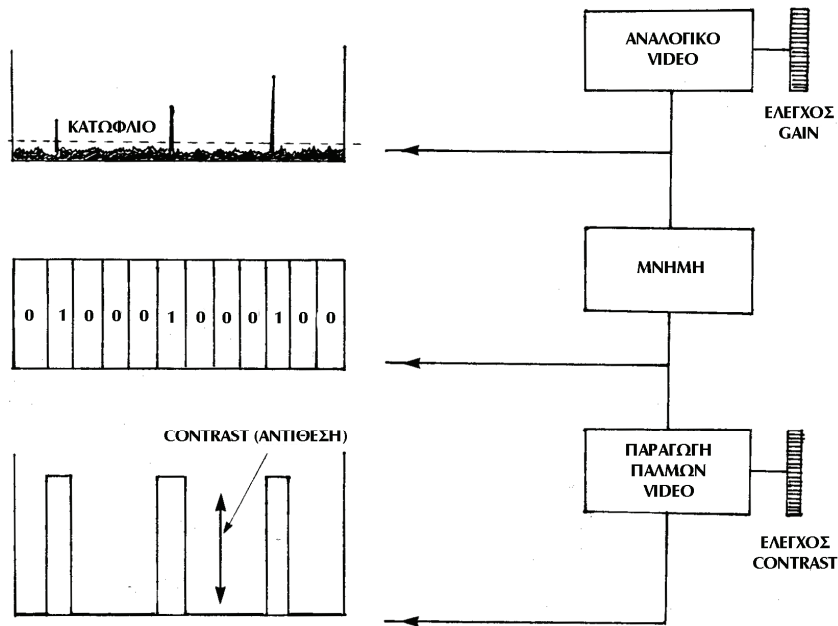 ΑΝΑΛΟΓΙΚΟ
VIDEO
ΕΛΕΓΧΟΣ
GAIN
ΚΑΤΩΦΛΙΟ
ΜΝΗΜΗ
0 1 0 0 0 1 0 0 0 1 0 0
CONTRAST (ΑΝΤΙΘΕΣΗ)
ΠΑΡΑΓΩΓΗ
ΠΑΛΜΩΝ
VIDEO
ΕΛΕΓΧΟΣ
CONTRAST